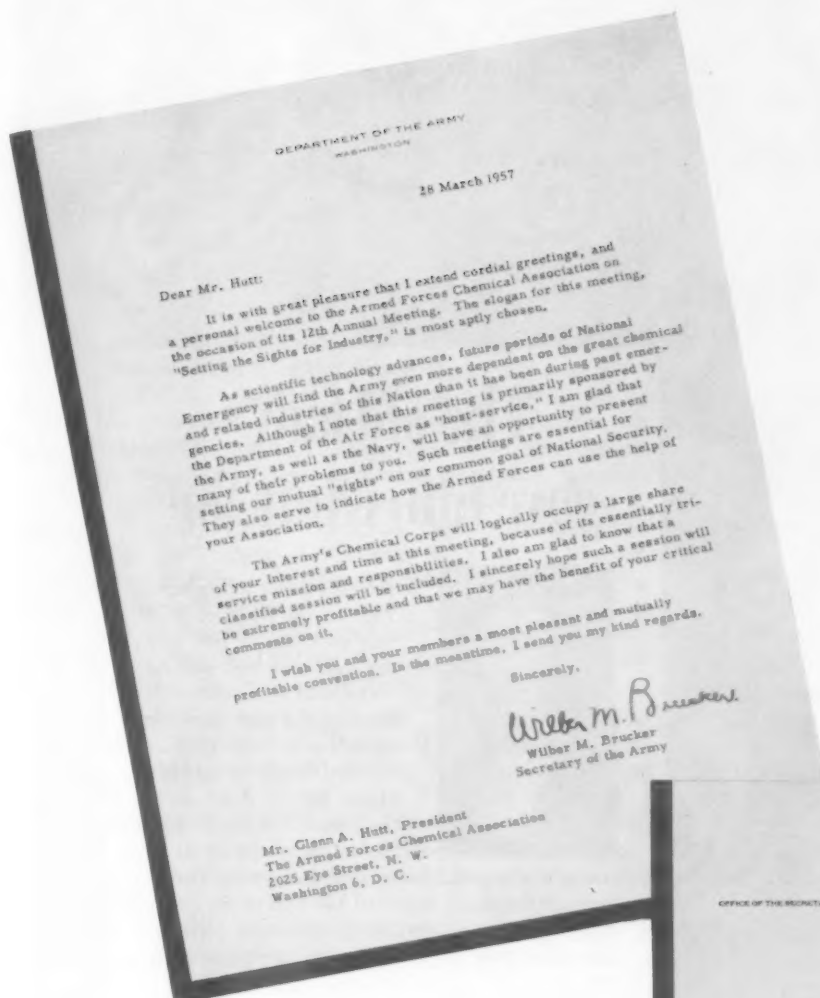 DEPARTMENT OF THE ARMY
WASHINGTON
28 March 1957
Dear Mr. Hutt:
It is with great pleasure that I extend cordial greetings, and
a personal welcome to the Armed Forces Chemical Association on
the occasion of its 12th Annual Meeting. The slogan for this meeting,
"Setting the Sights for Industry," is most aptly chosen.
As scientific technology advances, future periods of National
Emergency will find the Army even more dependent on the great chemical
and related industries of this Nation than it has been during past emer-
gencies. Although I note that this meeting is primarily sponsored by
the Department of the Air Force as "host-service," I am glad that
the Army, as well as the Navy, will have an opportunity to present
many of their problems to you. Such meetings are essential for
setting our mutual "sights" on our common goal of National Security.
They also serve to indicate how the Armed Forces can use the help of
your Association.
The Army's Chemical Corps will logically occupy a large share
of your interest and time at this meeting, because of its essentially tri-
service mission and responsibilities. I also am glad to know that a
classified session will be included. I sincerely hope such a session will
be extremely profitable and that we may have the benefit of your critical
comments on it.
I wish you and your members a most pleasant and mutually
profitable convention. In the meantime, I send you my kind regards.
Sincerely,
Wilber M. Brucker
Wilber M. Brucker
Secretary of the Army
Mr. Glenn A. Hutt, President
The Armed Forces Chemical Association
2025 Eye Street, N. W.
Washington 6, D. C.
OFFICE OF THE SECRET